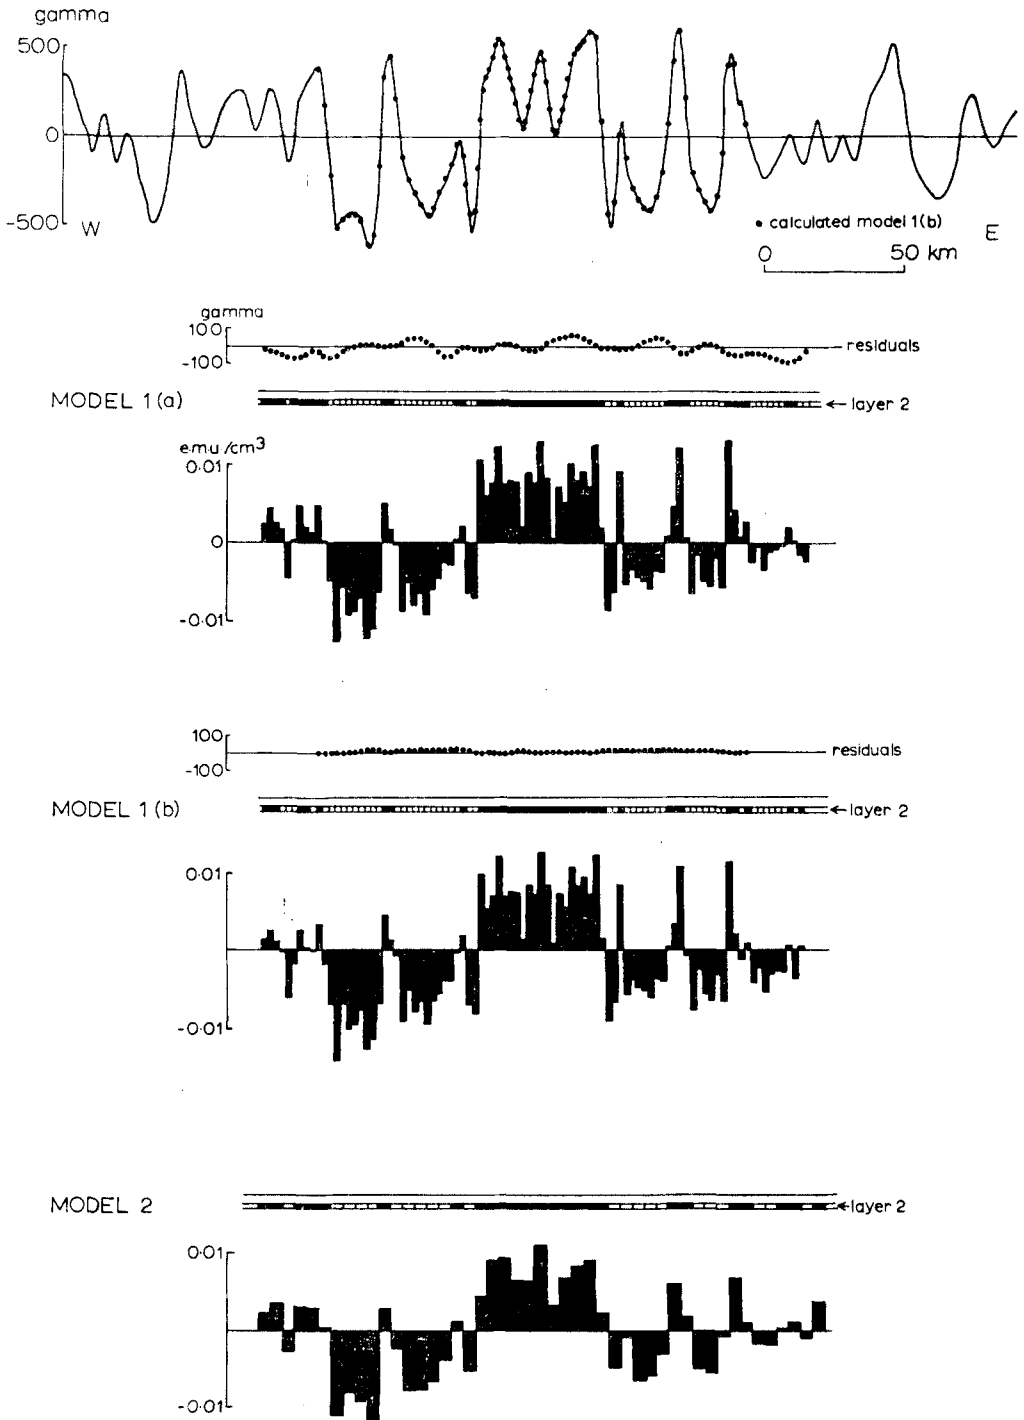 gamma
500
0
-500
W
• calculated model 1(b)
E
0 50 km
gamma
100
-100
residuals
MODEL 1(a)
← layer 2
e.m.u./cm³
0·01
0
-0·01
100
-100
residuals
MODEL 1(b)
← layer 2
0·01
-0·01
MODEL 2
← layer 2
0·01
-0·01